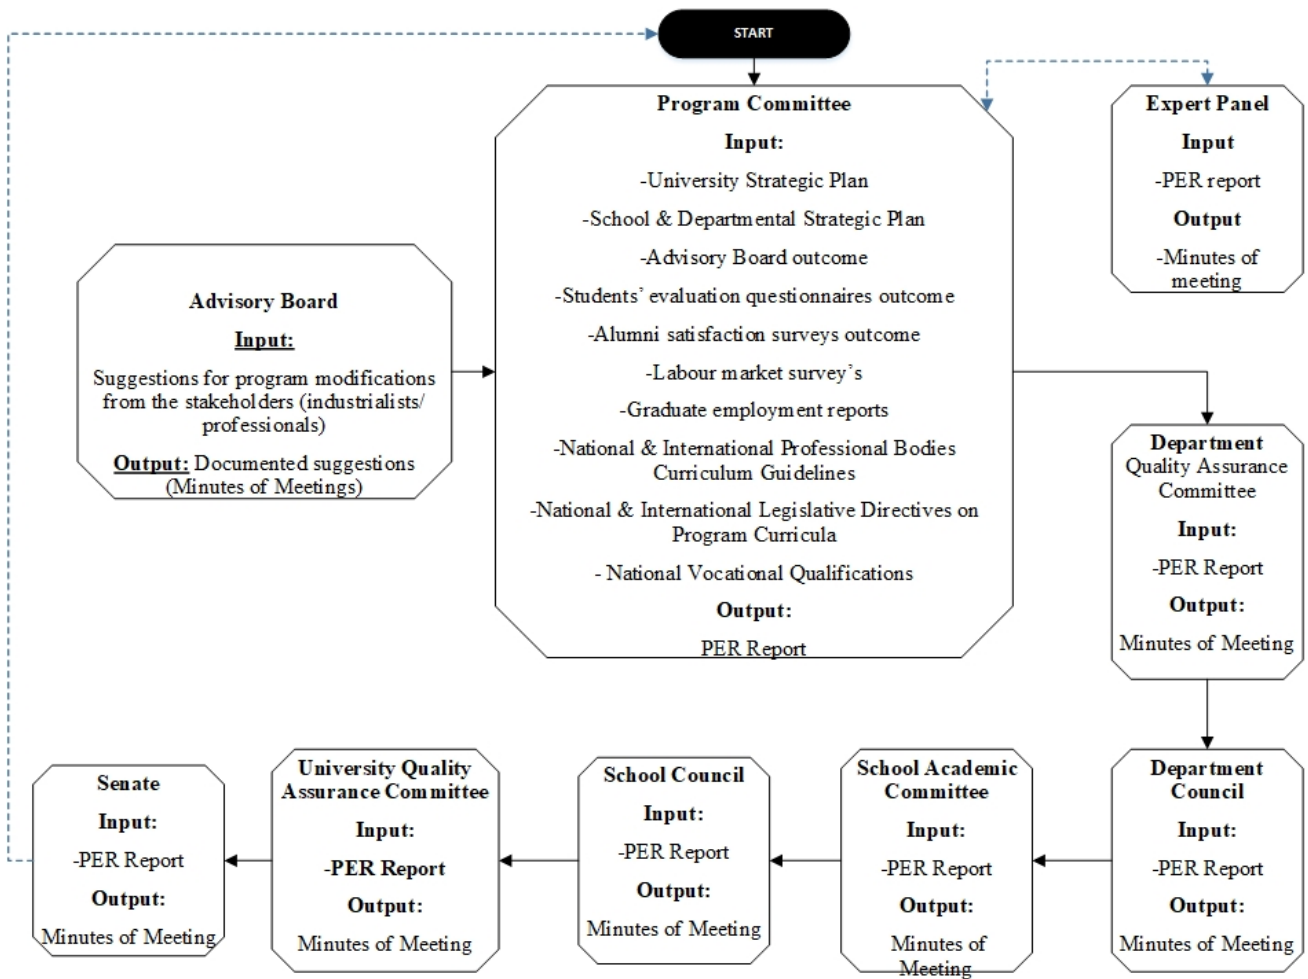 START
Program Committee
Input:
-University Strategic Plan
-School & Departmental Strategic Plan
-Advisory Board outcome
-Students’ evaluation questionnaires outcome
-Alumni satisfaction surveys outcome
-Labour market survey’s
-Graduate employment reports
-National & International Professional Bodies
Curriculum Guidelines
-National & International Legislative Directives on
Program Curricula
- National Vocational Qualifications
Output:
PER Report
Expert Panel
Input
-PER report
Output
-Minutes of
meeting
Advisory Board
Input:
Suggestions for program modifications
from the stakeholders (industrialists/
professionals)
Output: Documented suggestions
(Minutes of Meetings)
Department
Quality Assurance
Committee
Input:
-PER Report
Output:
Minutes of Meeting
Department
Council
Input:
-PER Report
Output:
Minutes of Meeting
School Academic
Committee
Input:
-PER Report
Output:
Minutes of
Meeting
School Council
Input:
-PER Report
Output:
Minutes of Meeting
University Quality
Assurance Committee
Input:
-PER Report
Output:
Minutes of Meeting
Senate
Input:
-PER Report
Output:
Minutes of Meeting